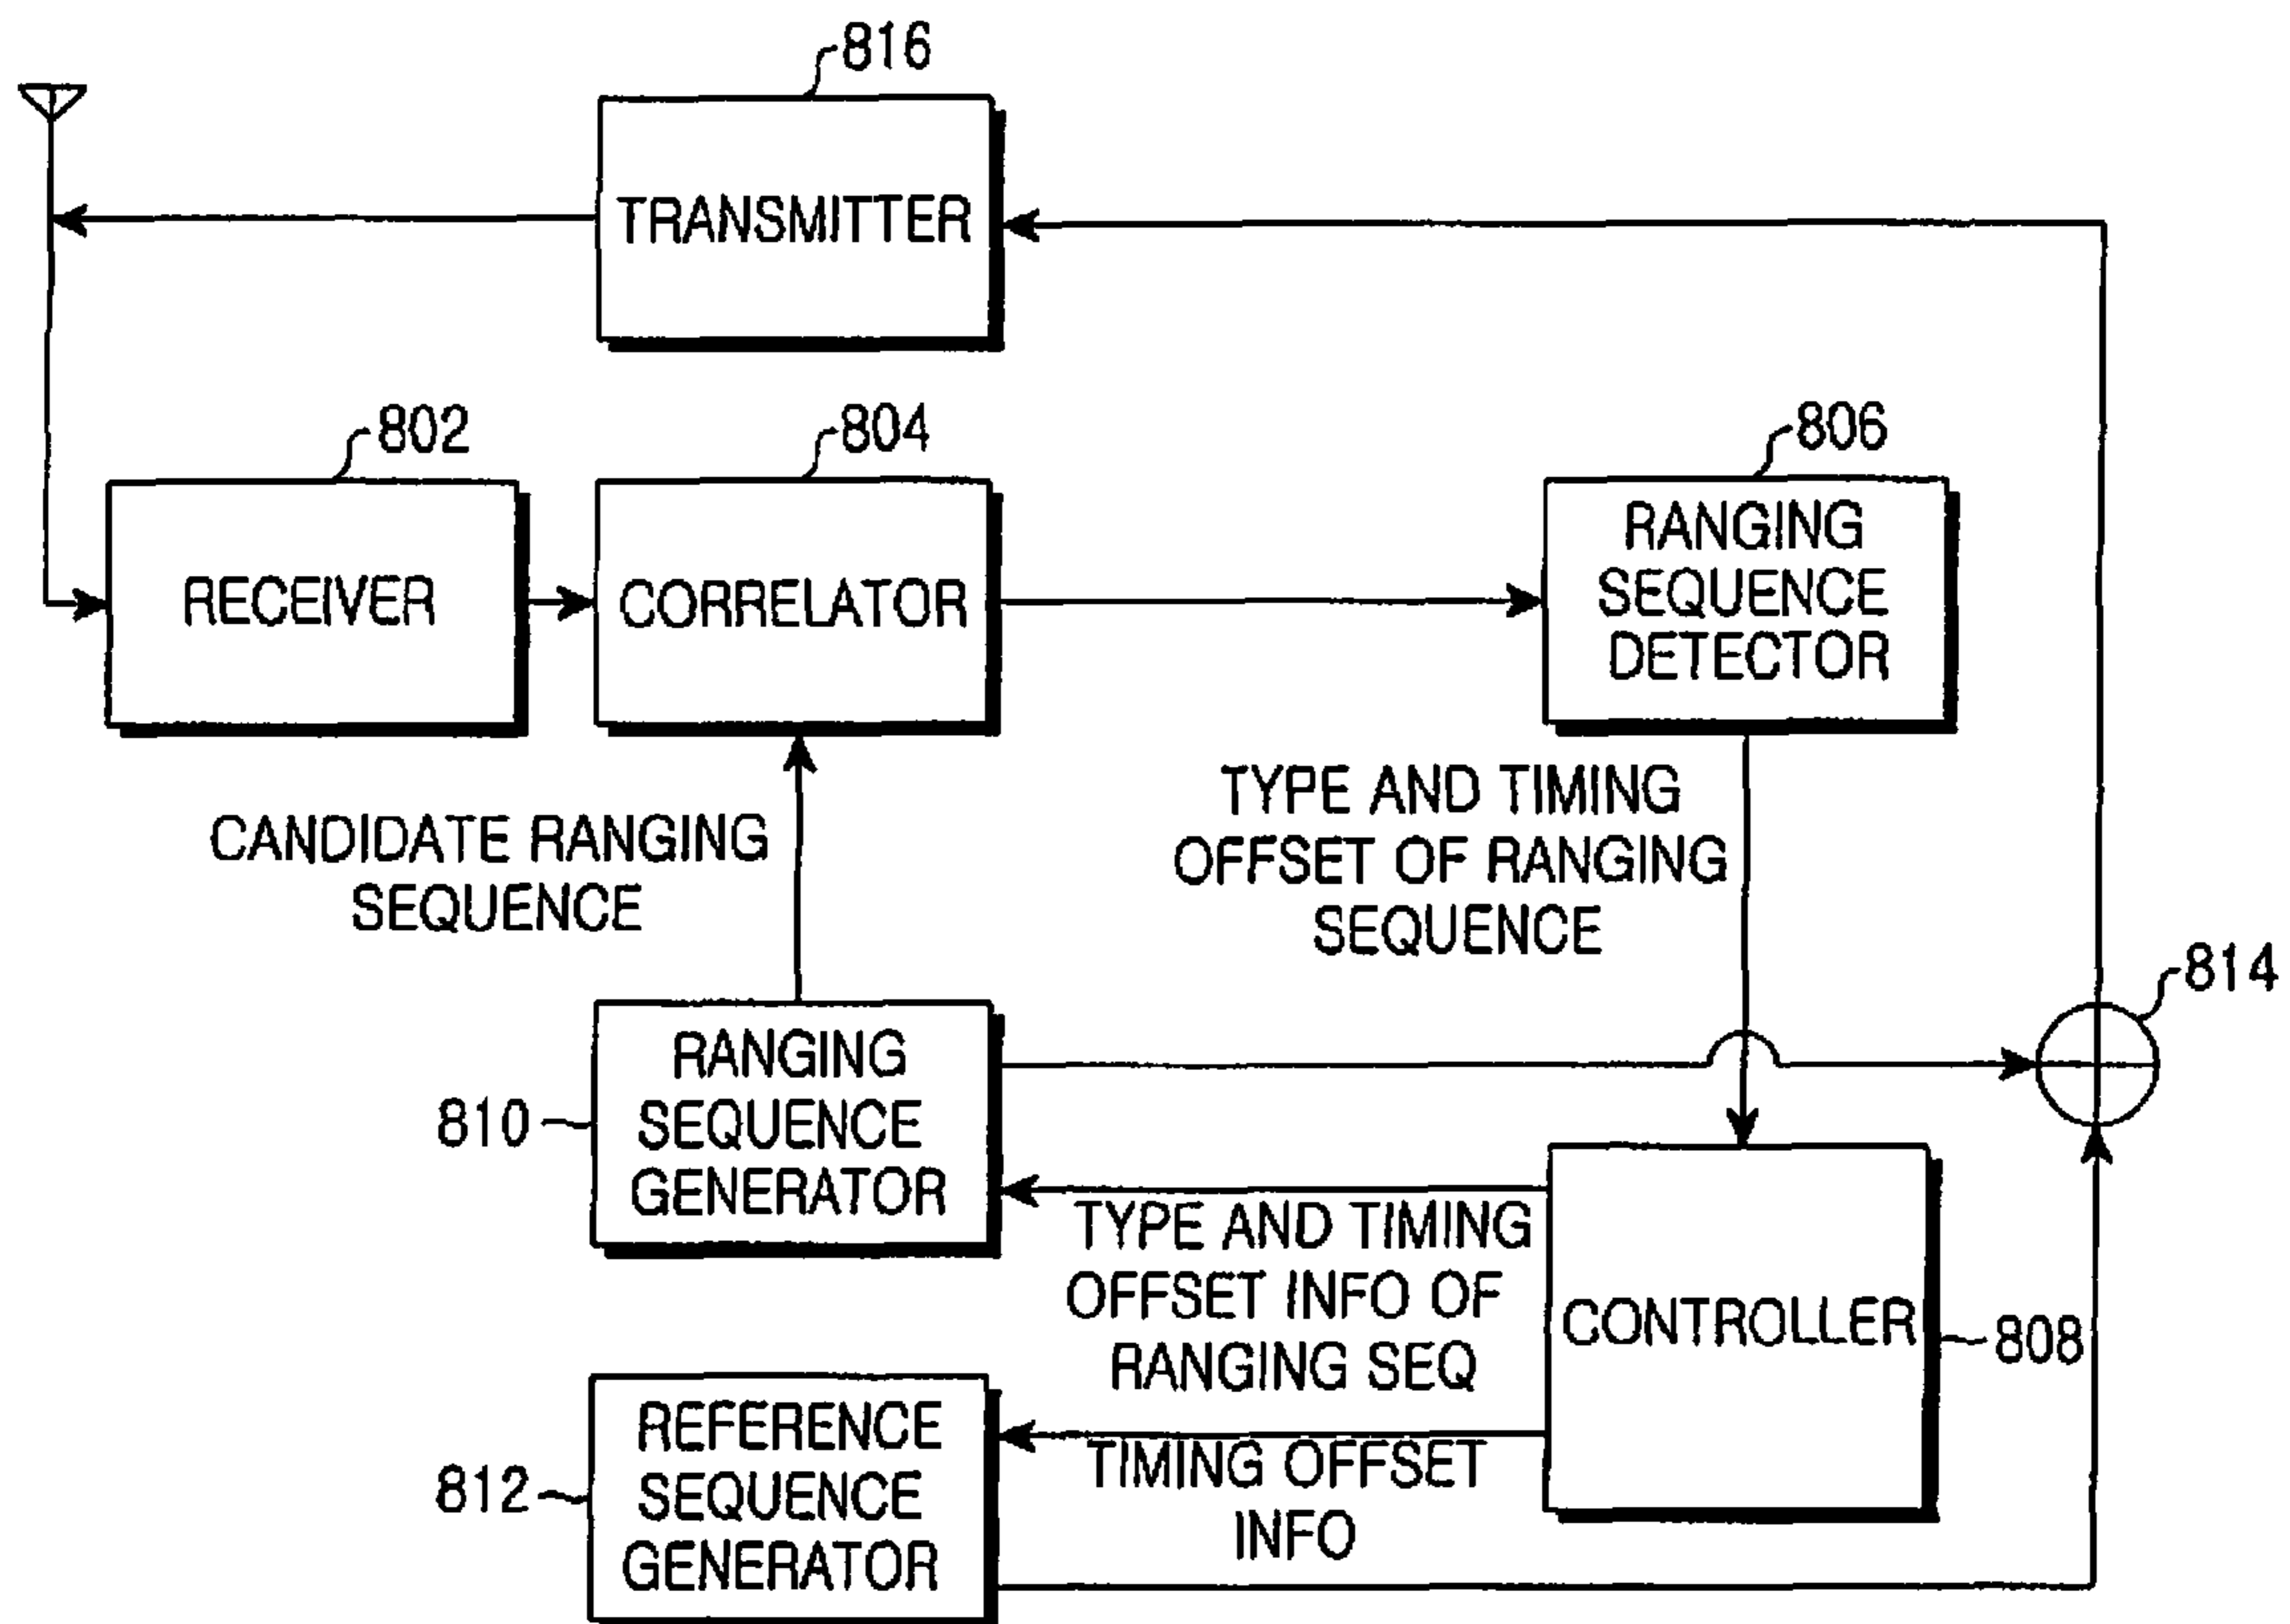 816
TRANSMITTER
802
804
806
RECEIVER
CORRELATOR
RANGING
SEQUENCE
DETECTOR
CANDIDATE RANGING
SEQUENCE
TYPE AND TIMING
OFFSET OF RANGING
SEQUENCE
814
810
RANGING
SEQUENCE
GENERATOR
TYPE AND TIMING
OFFSET INFO OF
RANGING SEQ
CONTROLLER
808
812
REFERENCE
SEQUENCE
GENERATOR
TIMING OFFSET
INFO